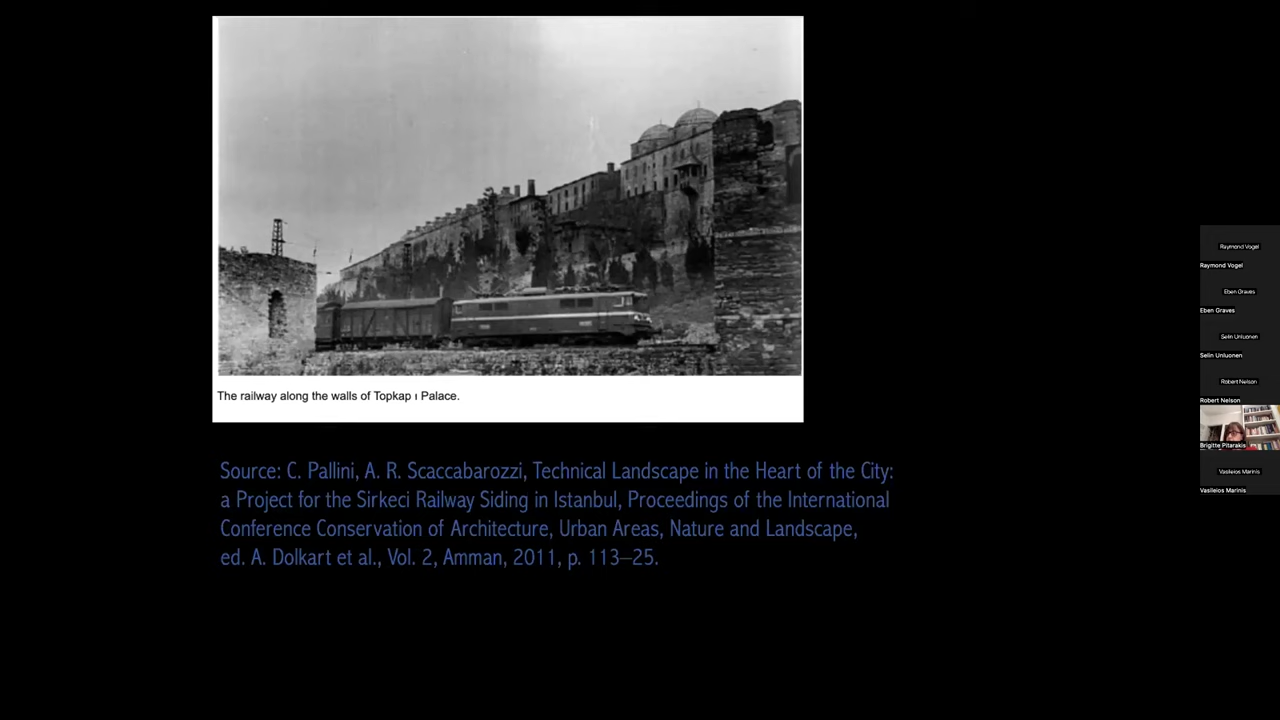 The railway along the walls of Topkap ı Palace.
Source: C. Pallini, A. R. Scaccabarozzi, Technical Landscape in the Heart of the City:
a Project for the Sirkeci Railway Siding in Istanbul, Proceedings of the International
Conference Conservation of Architecture, Urban Areas, Nature and Landscape,
ed. A. Dolkart et al., Vol. 2, Amman, 2011, p. 113–25.
Raymond Vogel
Raymond Vogel
Eben Graves
Eben Graves
Selin Unluonen
Selin Unluonen
Robert Nelson
Robert Nelson
Brigitte Pitarakis
Vasileios Marinis
Vasileios Marinis